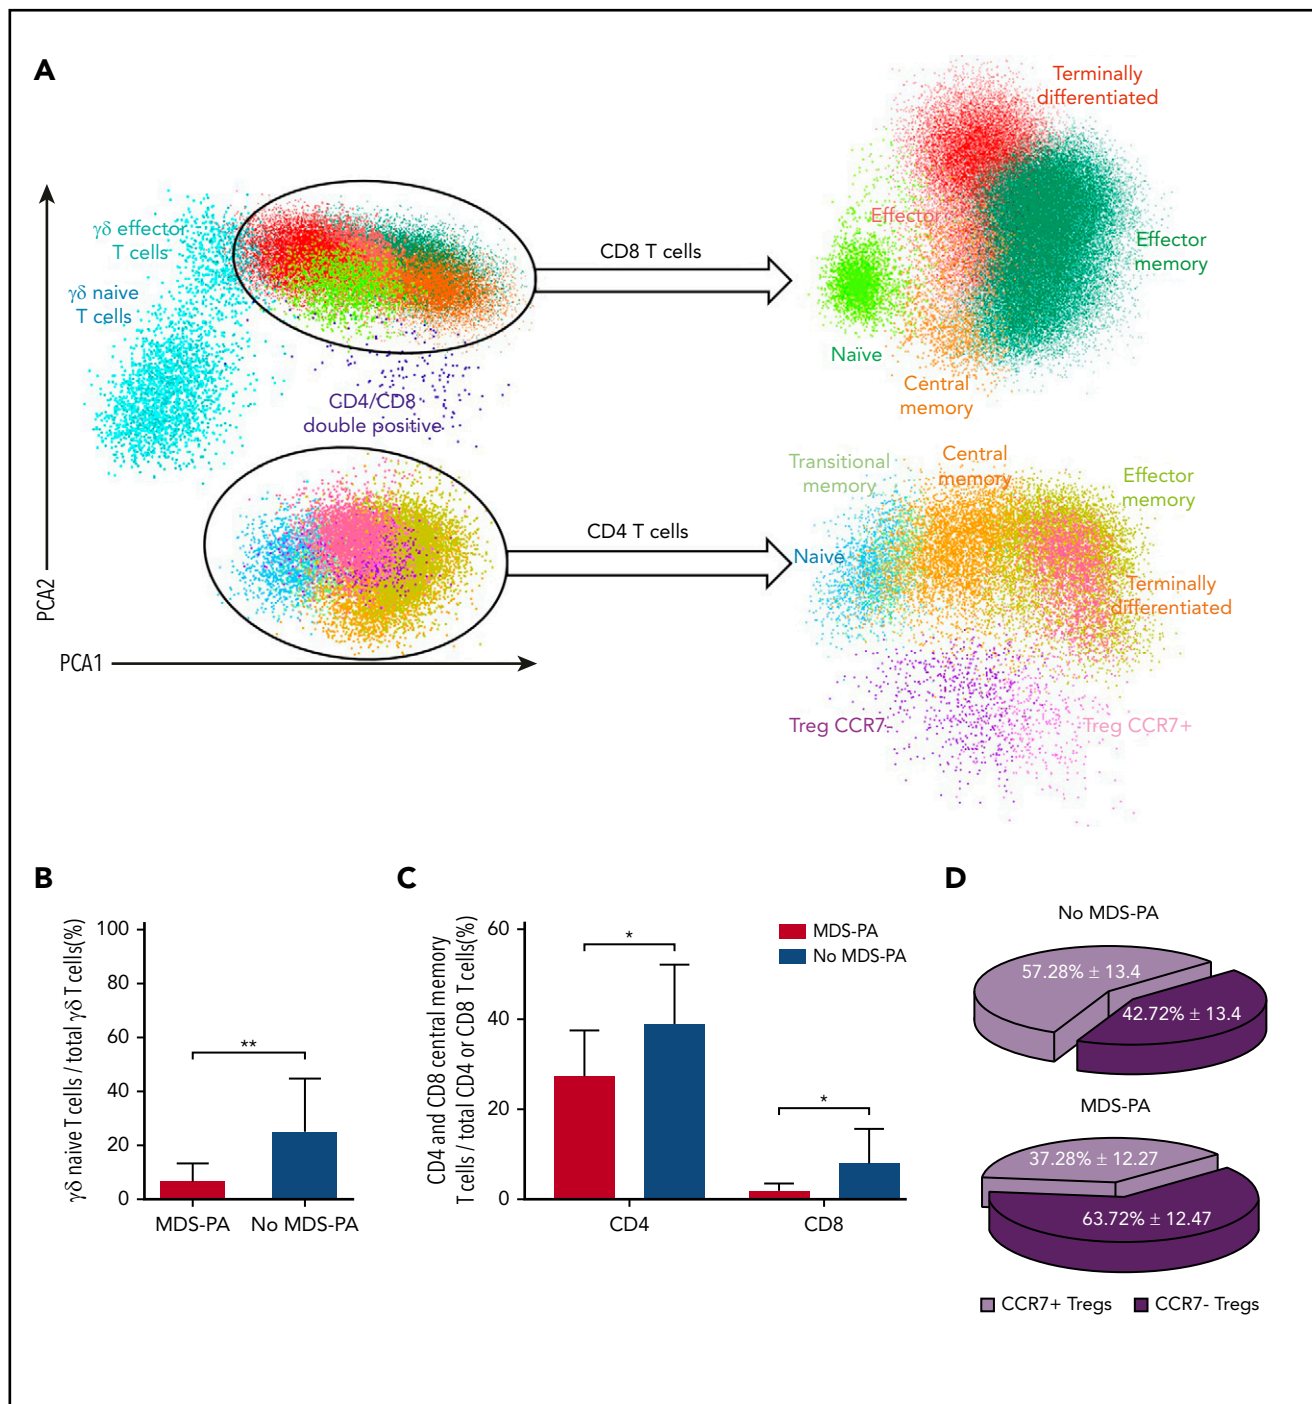 A
Terminally
differentiated
γδ effector
T cells
γδ naive
T cells
CD8 T cells
Effector
Effector
memory
Naïve
Central
memory
GD4/CD8
double positive
Transitional
memory
Central
memory
Effector
memory
CD4 T cells
Naive
Terminally
differentiated
Treg CCR7-
Treg CCR7+
PCA2
PCA1
B
γδ naive T cells / total γδ T cells(%)
100
80
60
40
20
0
**
MDS-PA
No MDS-PA
C
CD4 and CD8 central memory
T cells / total CD4 or CD8 T cells(%)
60
40
20
0
*
*
MDS-PA
No MDS-PA
CD4
CD8
D
No MDS-PA
57.28% ± 13.4
42.72% ± 13.4
MDS-PA
37.28% ± 12.27
63.72% ± 12.47
CCR7+ Tregs
CCR7- Tregs